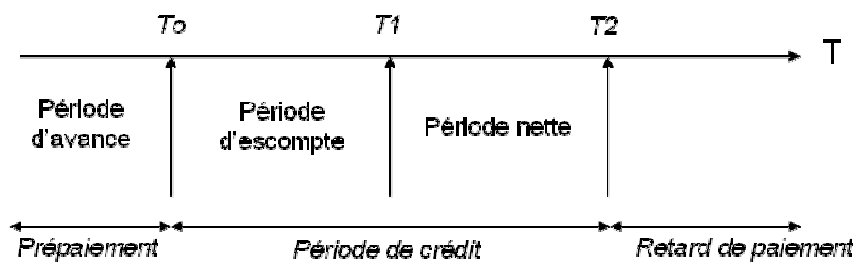 To T1 T2
T
Période
d'avance
Période
d'escompte
Période nette
Prépaiement Période de crédit Retard de paiement